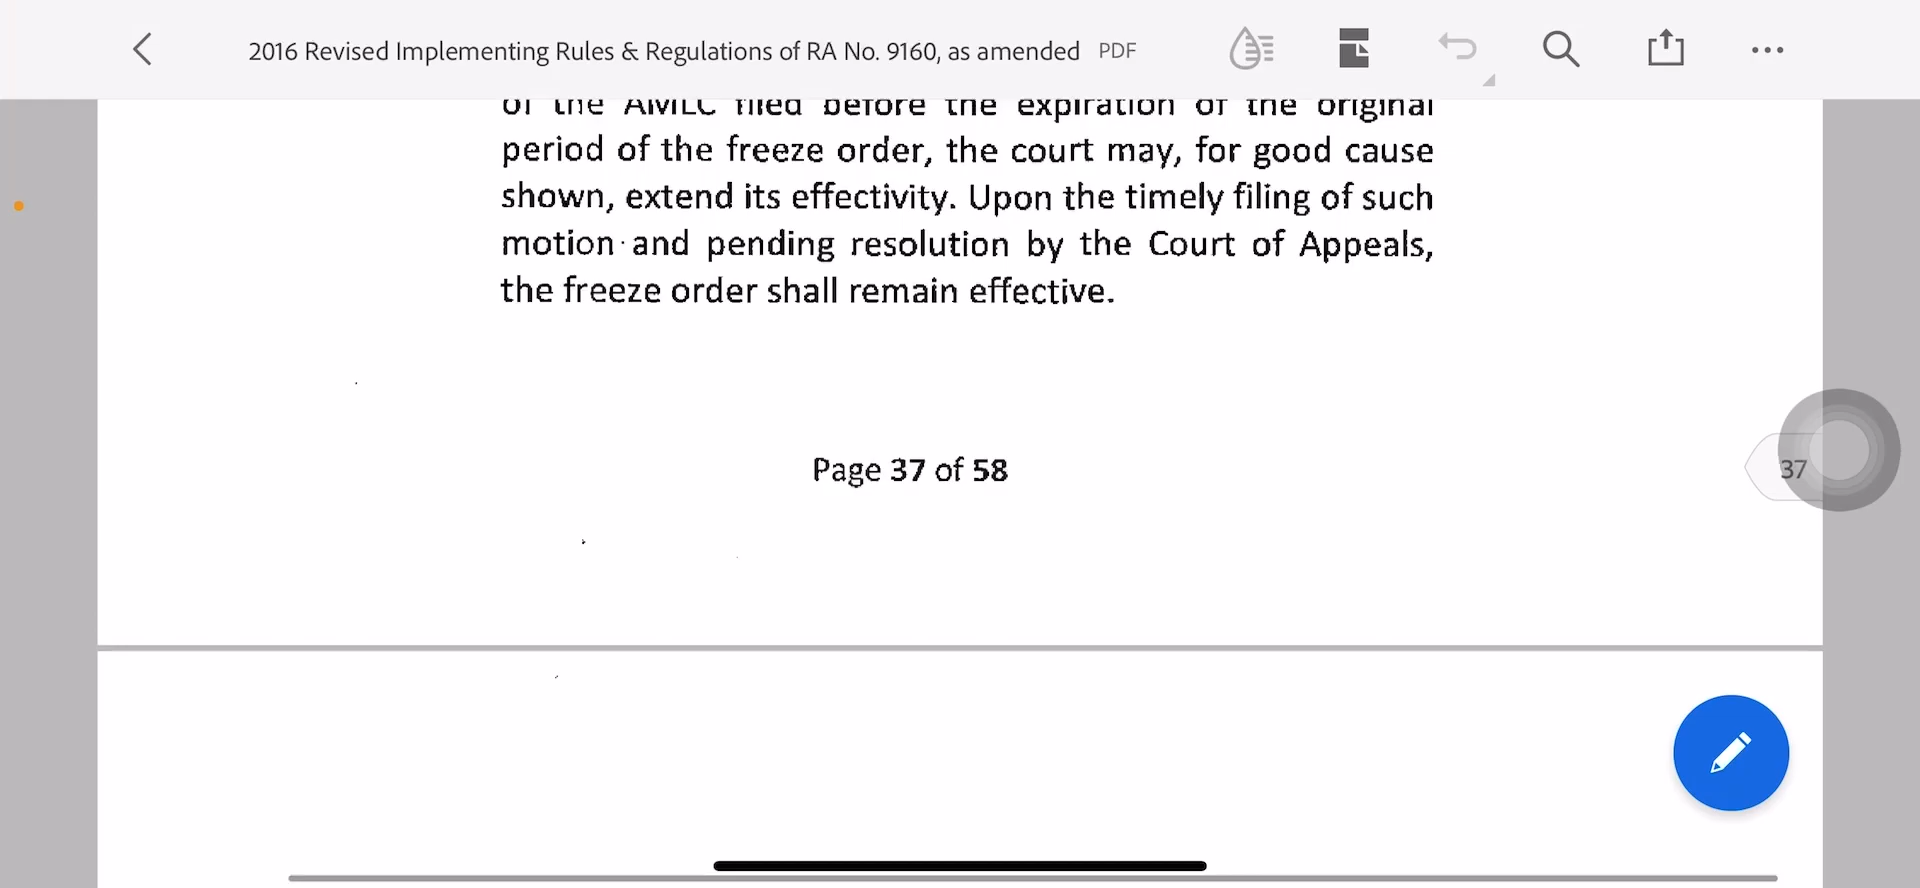 2016 Revised Implementing Rules & Regulations of RA No. 9160, as amended PDF
of the AMLC filed before the expiration of the original
period of the freeze order, the court may, for good cause
shown, extend its effectivity. Upon the timely filing of such
motion and pending resolution by the Court of Appeals,
the freeze order shall remain effective.
Page 37 of 58
37